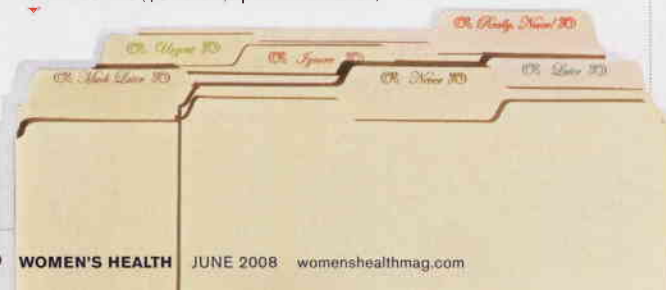 Really, Never!
Urgent
Ignore
Much Later
Never
Later
WOMEN'S HEALTH JUNE 2008 womenshealthmag.com